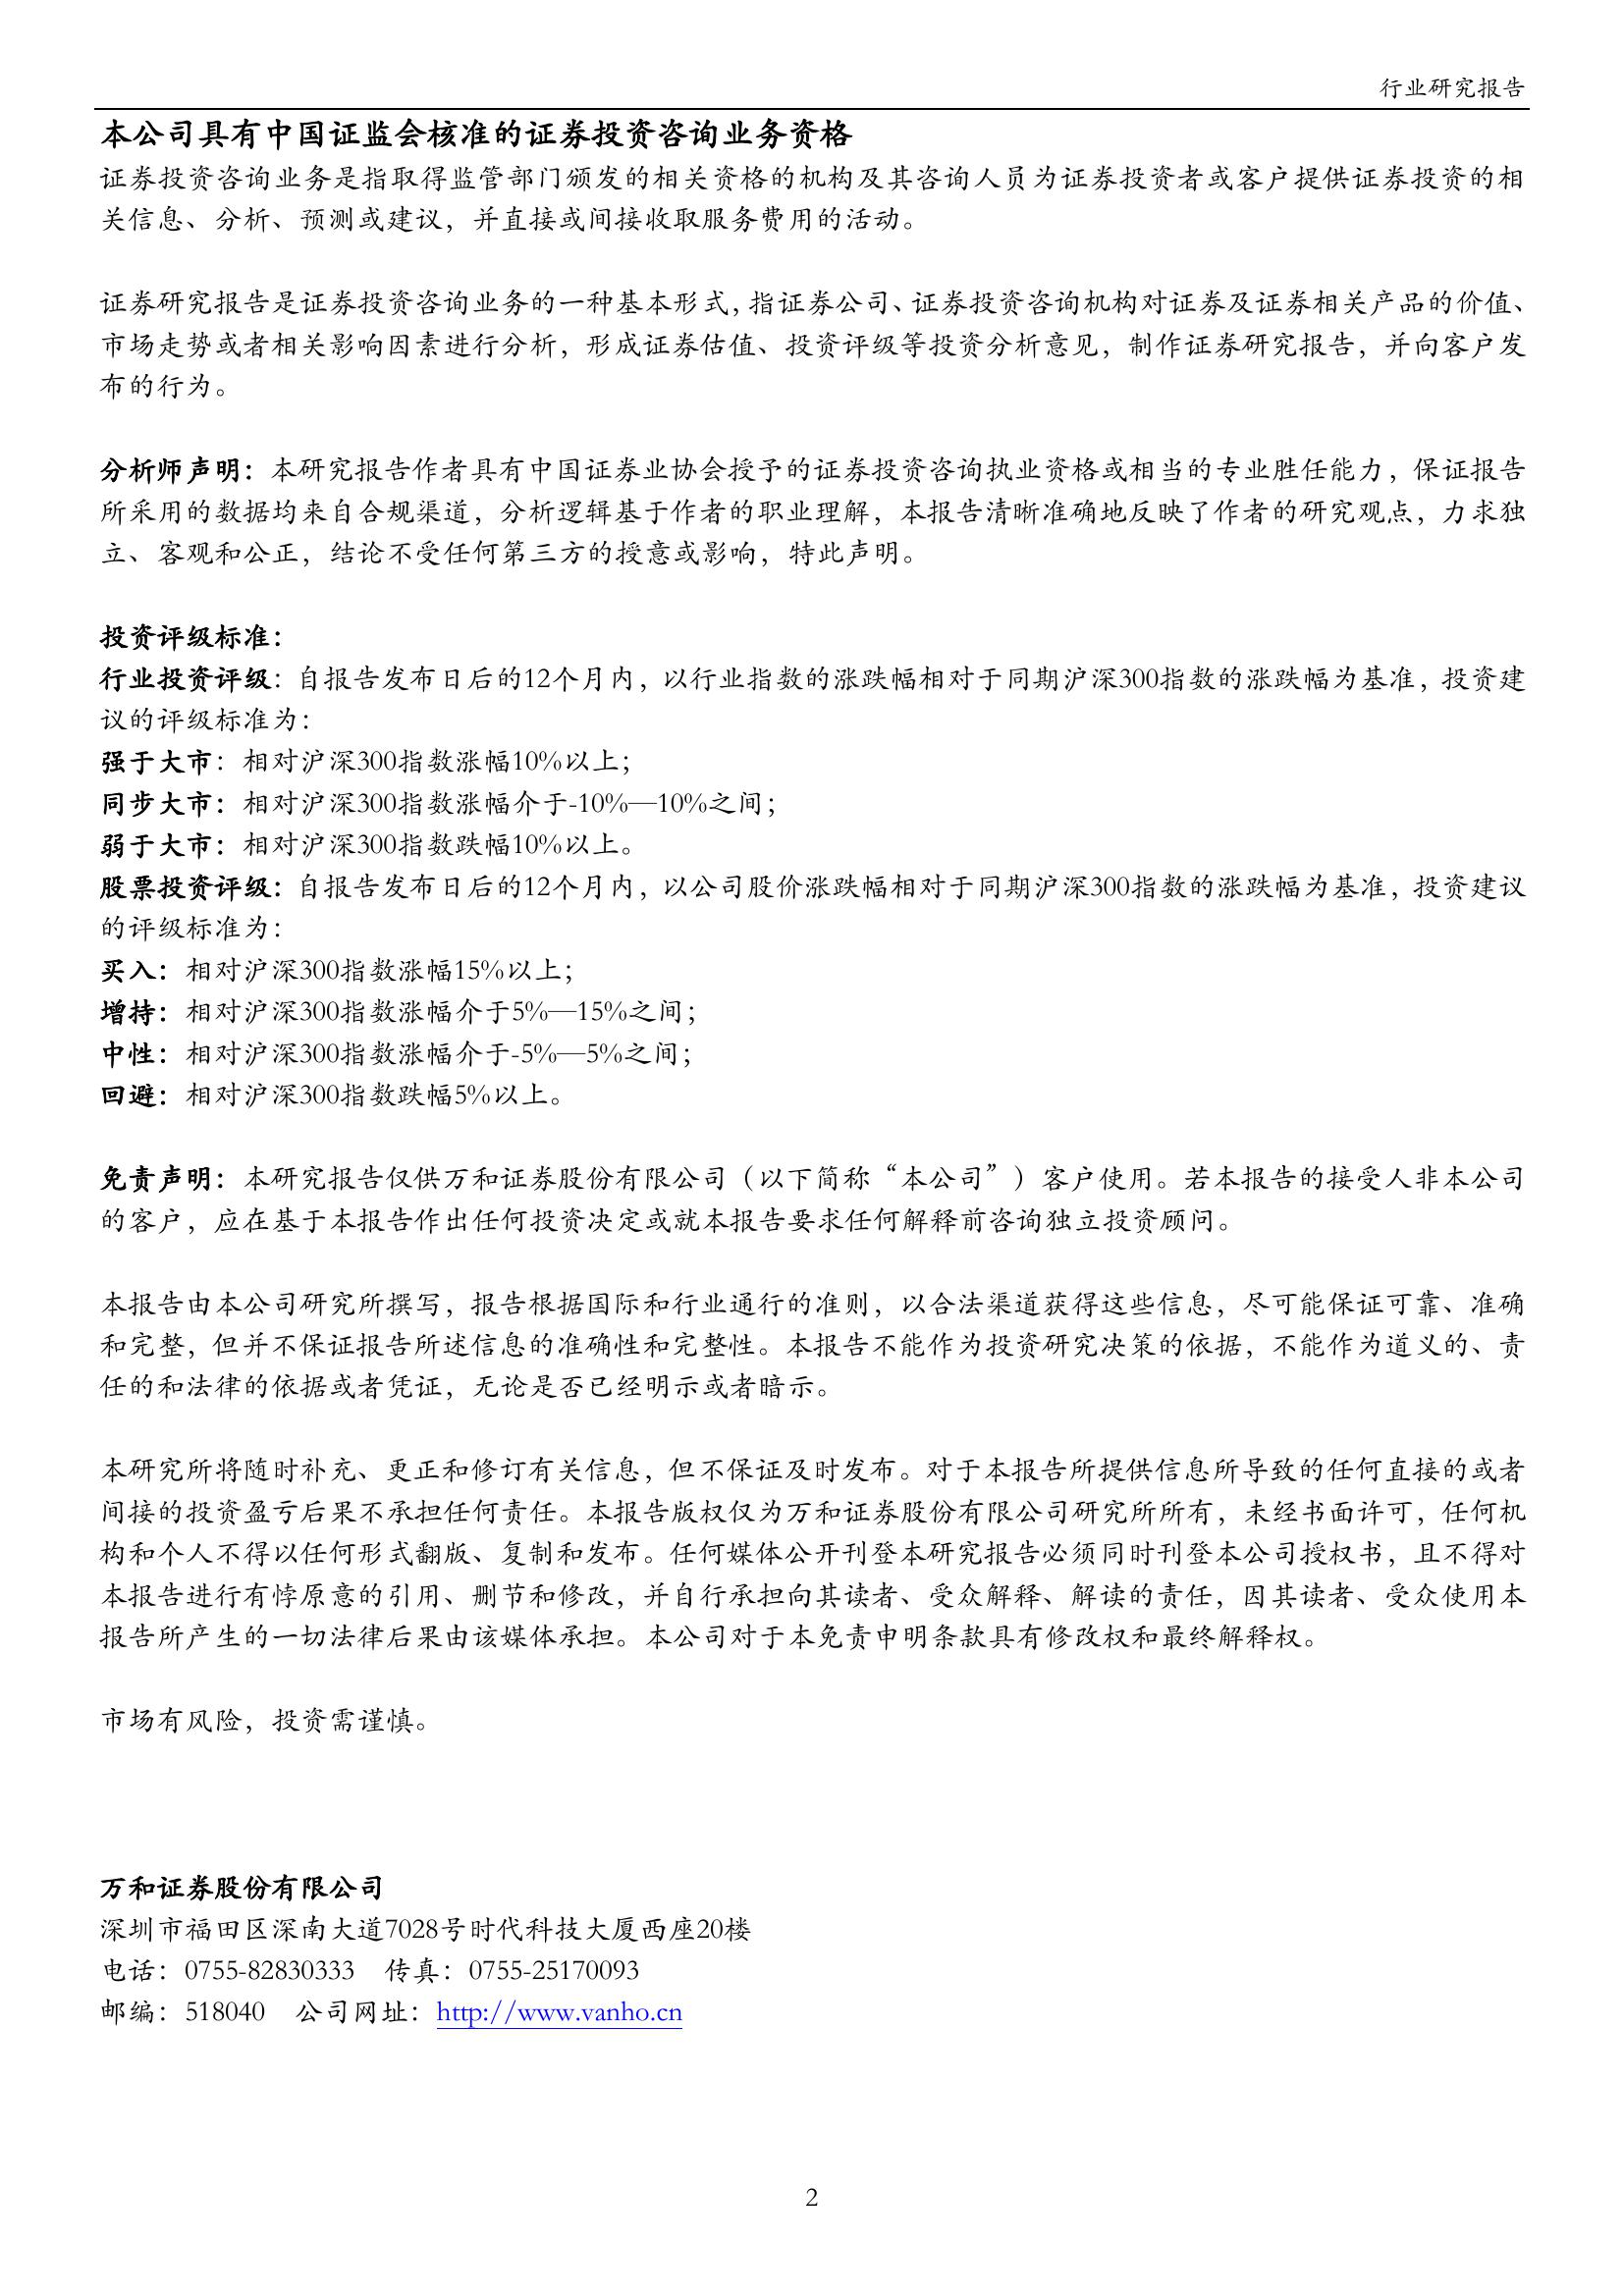 行业研究报告
本公司具有中国证监会核准的证券投资咨询业务资格
证券投资咨询业务是指取得监管部门颁发的相关资格的机构及其咨询人员为证券投资者或客户提供证券投资的相
关信息、分析、预测或建议，并直接或间接收取服务费用的活动。
证券研究报告是证券投资咨询业务的一种基本形式，指证券公司、证券投资咨询机构对证券及证券相关产品的价值、
市场走势或者相关影响因素进行分析，形成证券估值、投资评级等投资分析意见，制作证券研究报告，并向客户发
布的行为。
分析师声明：本研究报告作者具有中国证券业协会授予的证券投资咨询执业资格或相当的专业胜任能力，保证报告
所采用的数据均来自合规渠道，分析逻辑基于作者的职业理解，本报告清晰准确地反映了作者的研究观点，力求独
立、客观和公正，结论不受任何第三方的授意或影响，特此声明。
投资评级标准：
行业投资评级：自报告发布日后的12个月内，以行业指数的涨跌幅相对于同期沪深300指数的涨跌幅为基准，投资建
议的评级标准为：
强于大市：相对沪深300指数涨幅10%以上；
同步大市：相对沪深300指数涨幅介于-10%—10%之间；
弱于大市：相对沪深300指数跌幅10%以上。
股票投资评级：自报告发布日后的12个月内，以公司股价涨跌幅相对于同期沪深300指数的涨跌幅为基准，投资建议
的评级标准为：
买入：相对沪深300指数涨幅15%以上；
增持：相对沪深300指数涨幅介于5%—15%之间；
中性：相对沪深300指数涨幅介于-5%—5%之间；
回避：相对沪深300指数跌幅5%以上。
免责声明：本研究报告仅供万和证券股份有限公司（以下简称“本公司”）客户使用。若本报告的接受人非本公司
的客户，应在基于本报告作出任何投资决定或就本报告要求任何解释前咨询独立投资顾问。
本报告由本公司研究所撰写，报告根据国际和行业通行的准则，以合法渠道获得这些信息，尽可能保证可靠、准确
和完整，但并不保证报告所述信息的准确性和完整性。本报告不能作为投资研究决策的依据，不能作为道义的、责
任的和法律的依据或者凭证，无论是否已经明示或者暗示。
本研究所将随时补充、更正和修订有关信息，但不保证及时发布。对于本报告所提供信息所导致的任何直接的或者
间接的投资盈亏后果不承担任何责任。本报告版权仅为万和证券股份有限公司研究所所有，未经书面许可，任何机
构和个人不得以任何形式翻版、复制和发布。任何媒体公开刊登本研究报告必须同时刊登本公司授权书，且不得对
本报告进行有悖原意的引用、删节和修改，并自行承担向其读者、受众解释、解读的责任，因其读者、受众使用本
报告所产生的一切法律后果由该媒体承担。本公司对于本免责申明条款具有修改权和最终解释权。
市场有风险，投资需谨慎。
万和证券股份有限公司
深圳市福田区深南大道7028号时代科技大厦西座20楼
电话：0755-82830333 传真：0755-25170093
邮编：518040 公司网址：http://www.vanho.cn
2